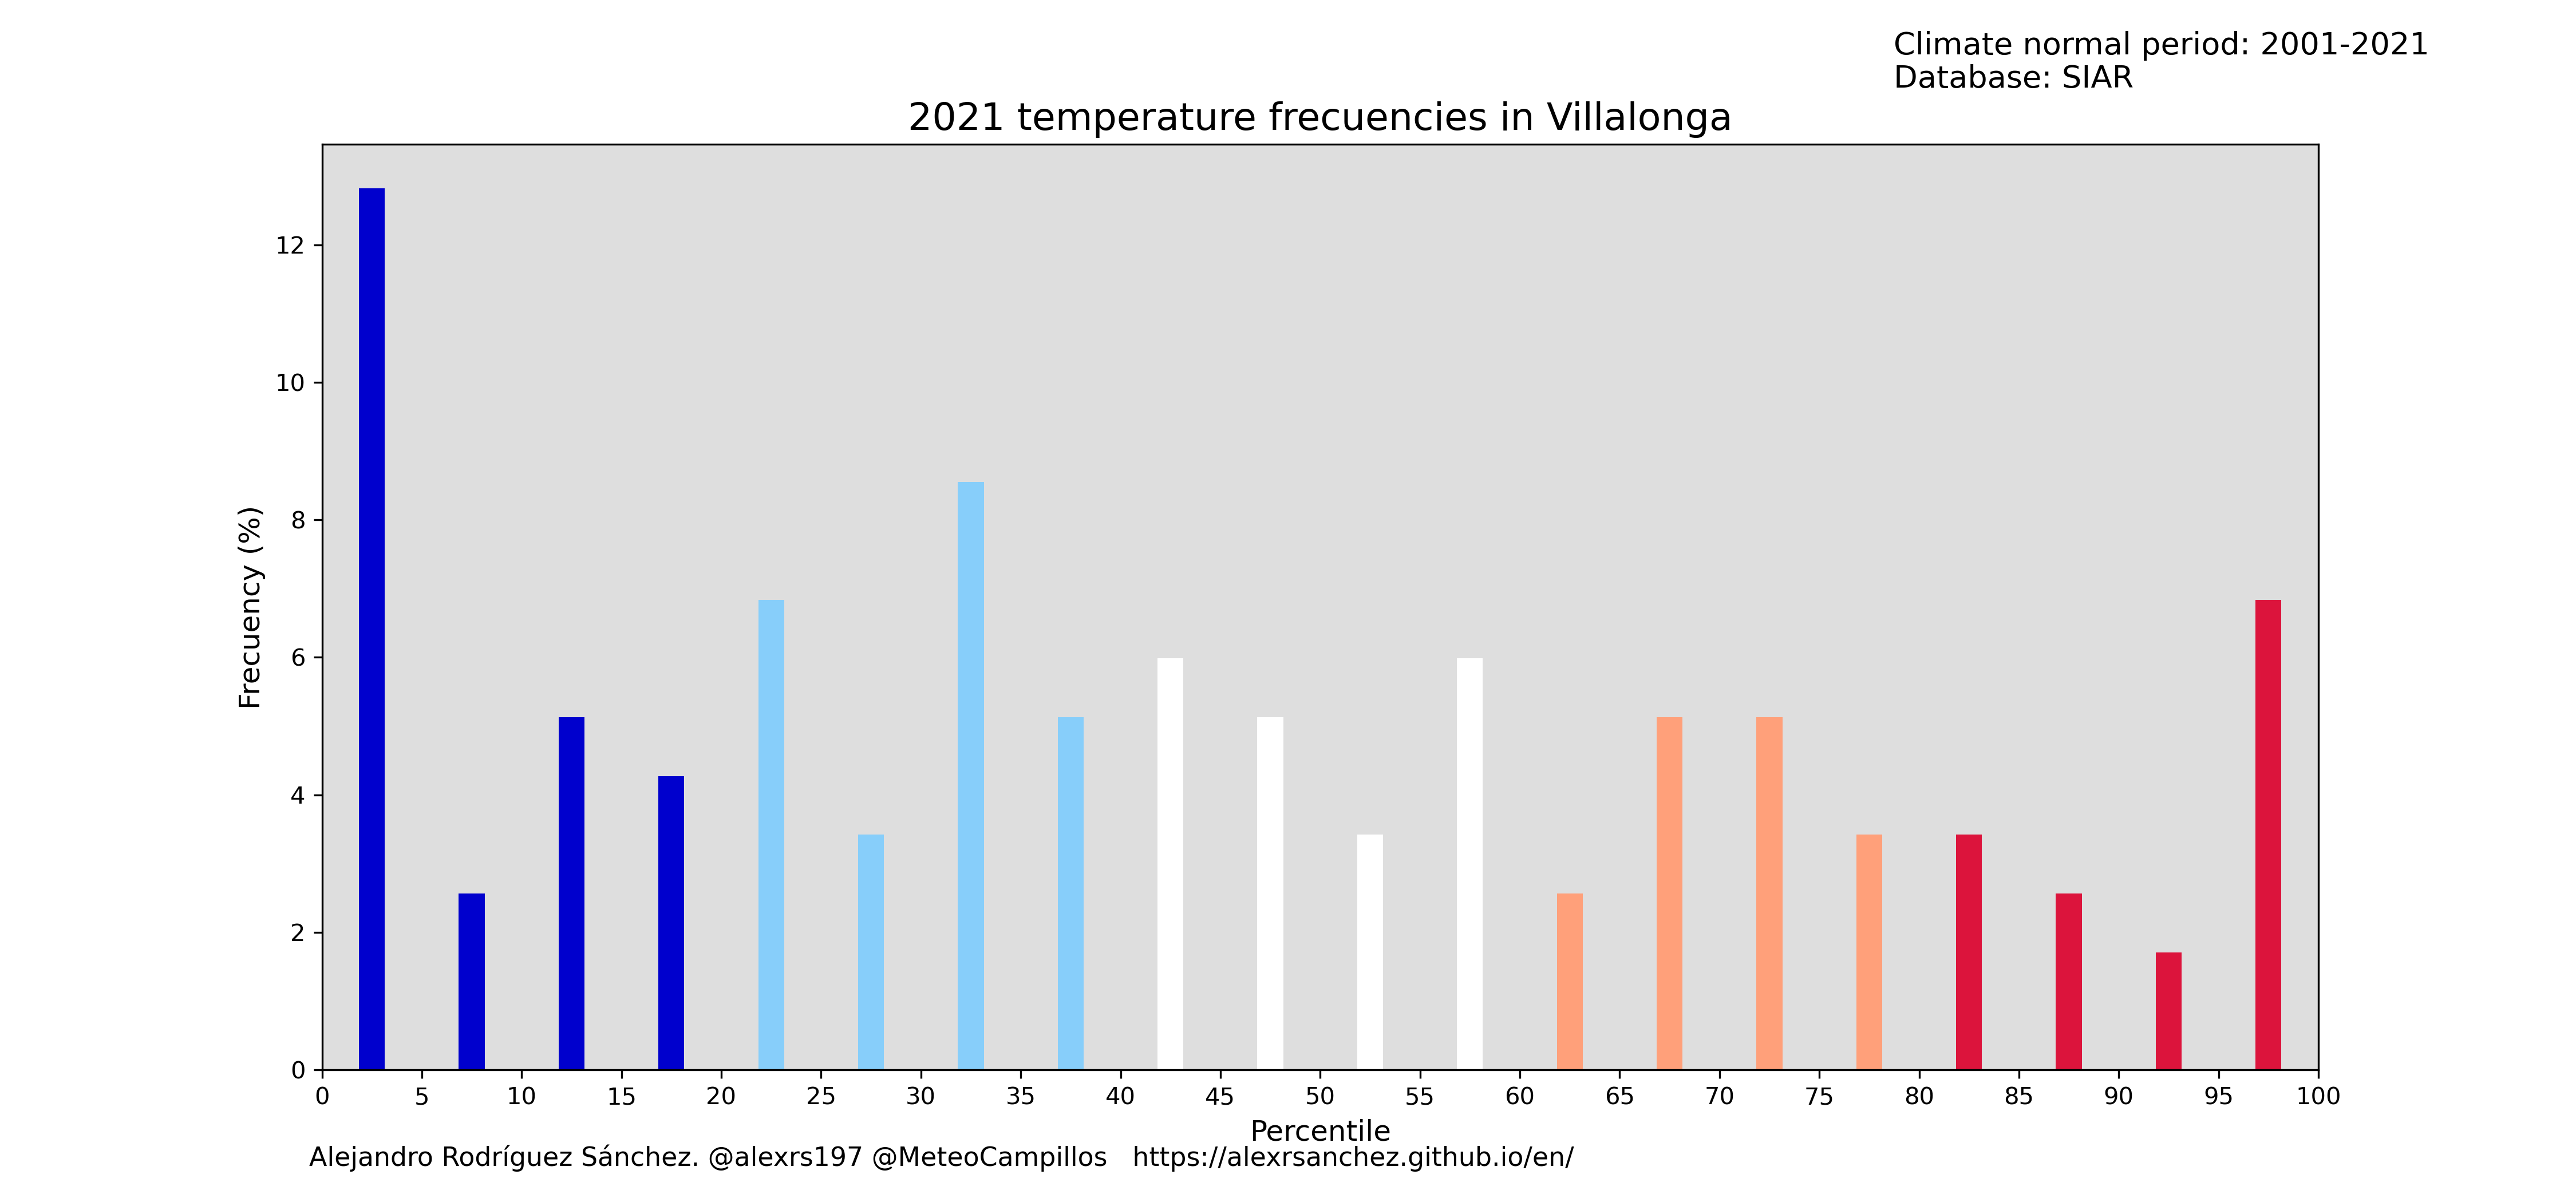 Climate normal period: 2001-2021
Database: SIAR
2021 temperature frecuencies in Villalonga
Frecuency (%)
12
10
8
6
4
2
0
0 5 10 15 20 25 30 35 40 45 50 55 60 65 70 75 80 85 90 95 100
Percentile
Alejandro Rodríguez Sánchez. @alexrs197 @MeteoCampillos https://alexrsanchez.github.io/en/